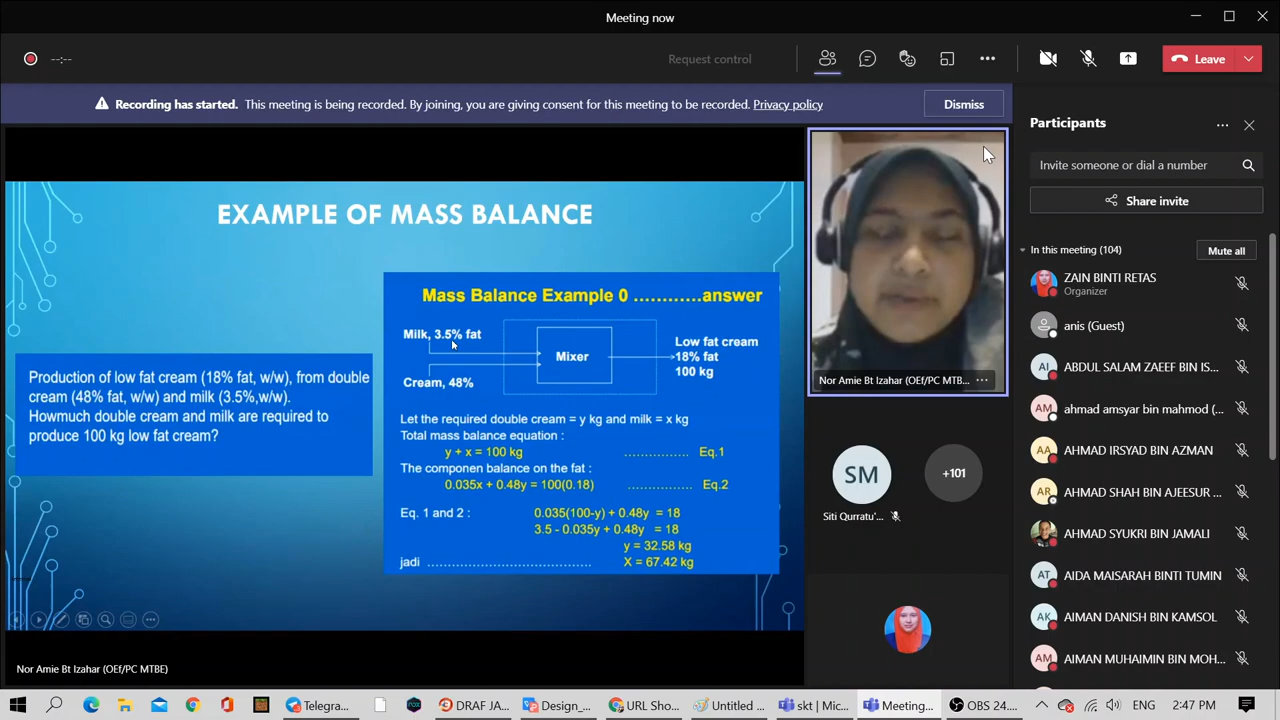 Meeting now
--:--
Request control
Leave
Recording has started. This meeting is being recorded. By joining, you are giving consent for this meeting to be recorded. Privacy policy
Dismiss
EXAMPLE OF MASS BALANCE
Production of low fat cream (18% fat, w/w), from double
cream (48% fat, w/w) and milk (3.5%,w/w).
Howmuch double cream and milk are required to
produce 100 kg low fat cream?
Mass Balance Example 0 ............answer
Milk, 3.5% fat
Cream, 48%
Mixer
Low fat cream
18% fat
100 kg
Let the required double cream = y kg and milk = x kg
Total mass balance equation :
y + x = 100 kg ................ Eq.1
The componen balance on the fat :
0.035x + 0.48y = 100(0.18) ................ Eq.2
Eq. 1 and 2 : 0.035(100-y) + 0.48y = 18
3.5 - 0.035y + 0.48y = 18
y = 32.58 kg
jadi ......................................... X = 67.42 kg
Nor Amie Bt Izahar (OEf/PC MTBE)
Nor Amie Bt Izahar (OEf/PC MTB...
SM
Siti Qurratu'...
+101
Participants
Invite someone or dial a number
Share invite
In this meeting (104)
Mute all
ZAIN BINTI RETAS
Organizer
anis (Guest)
AI ABDUL SALAM ZAEEF BIN IS...
AM ahmad amsyar bin mahmod (...
AA AHMAD IRSYAD BIN AZMAN
AR AHMAD SHAH BIN AJEESUR ...
AHMAD SYUKRI BIN JAMALI
AT AIDA MAISARAH BINTI TUMIN
AK AIMAN DANISH BIN KAMSOL
AM AIMAN MUHAIMIN BIN MOH...
Telegra...
DRAF JA...
Design_...
URL Sho...
Untitled ...
skt | Mic...
Meeting...
OBS 24....
ENG
2:47 PM